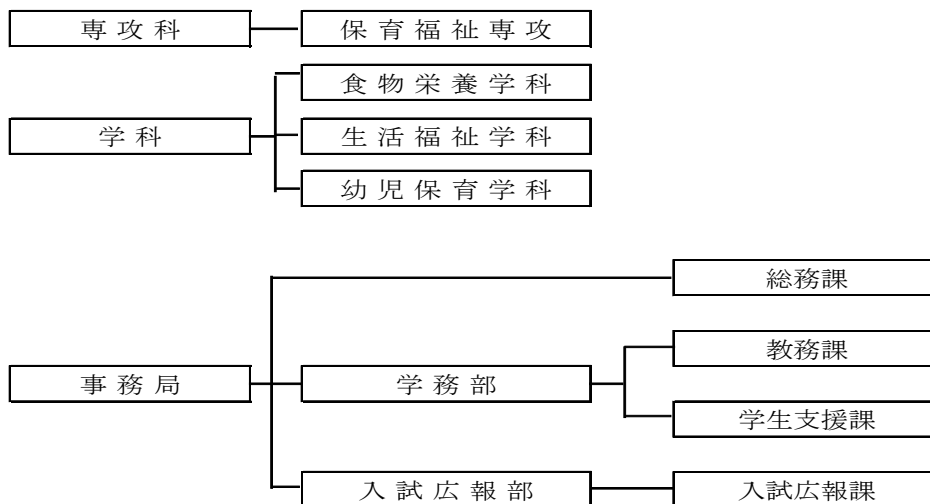 専攻科 保育福祉専攻
食物栄養学科
学科 生活福祉学科
幼児保育学科
総務課
教務課
事務局 学務部
学生支援課
入試広報部 入試広報課